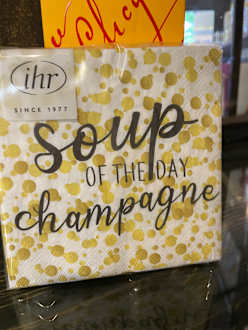 ihr
SINCE 1977
soup
OF THE DAY
champagne